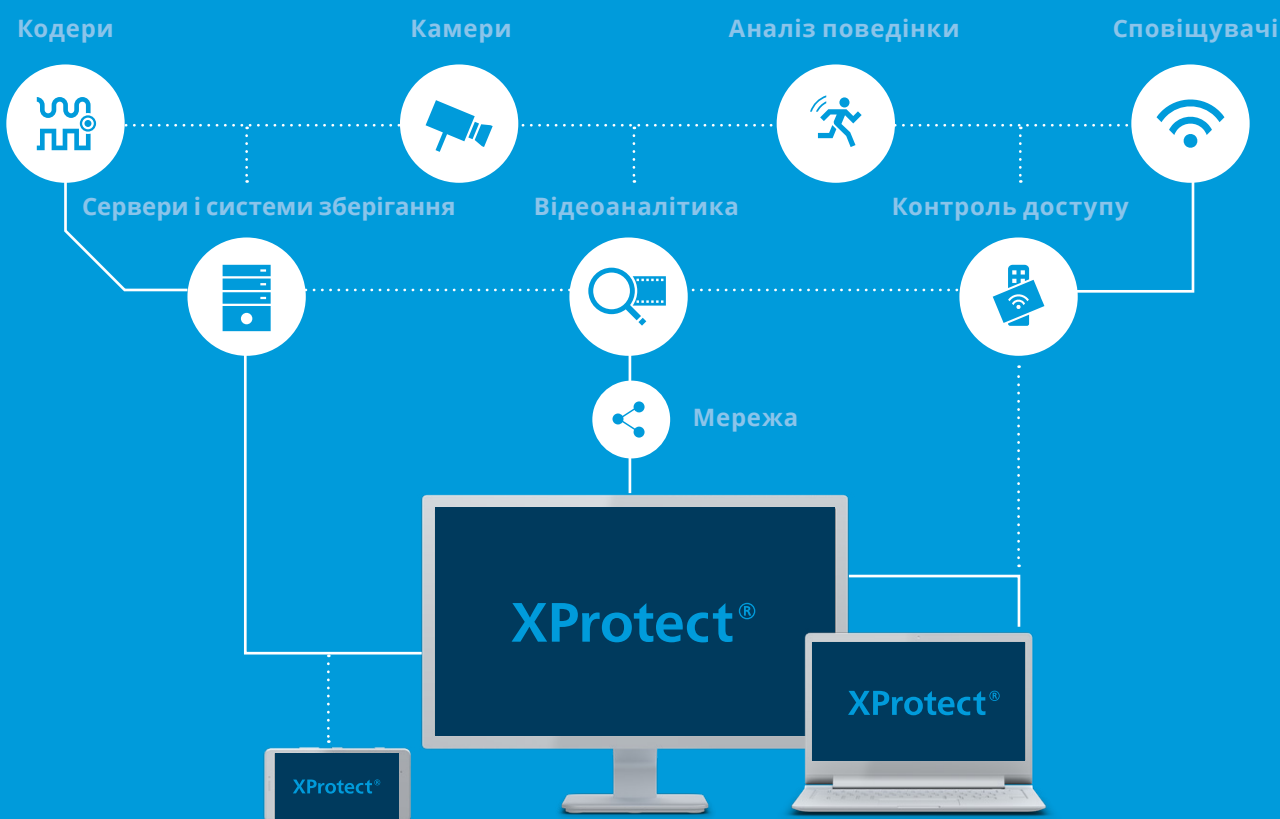 Кодери
Камери
Аналіз поведінки
Сповіщувачі
Сервери і системи зберігання
Відеоаналітика
Контроль доступу
Мережа
XProtect®
XProtect®
XProtect®